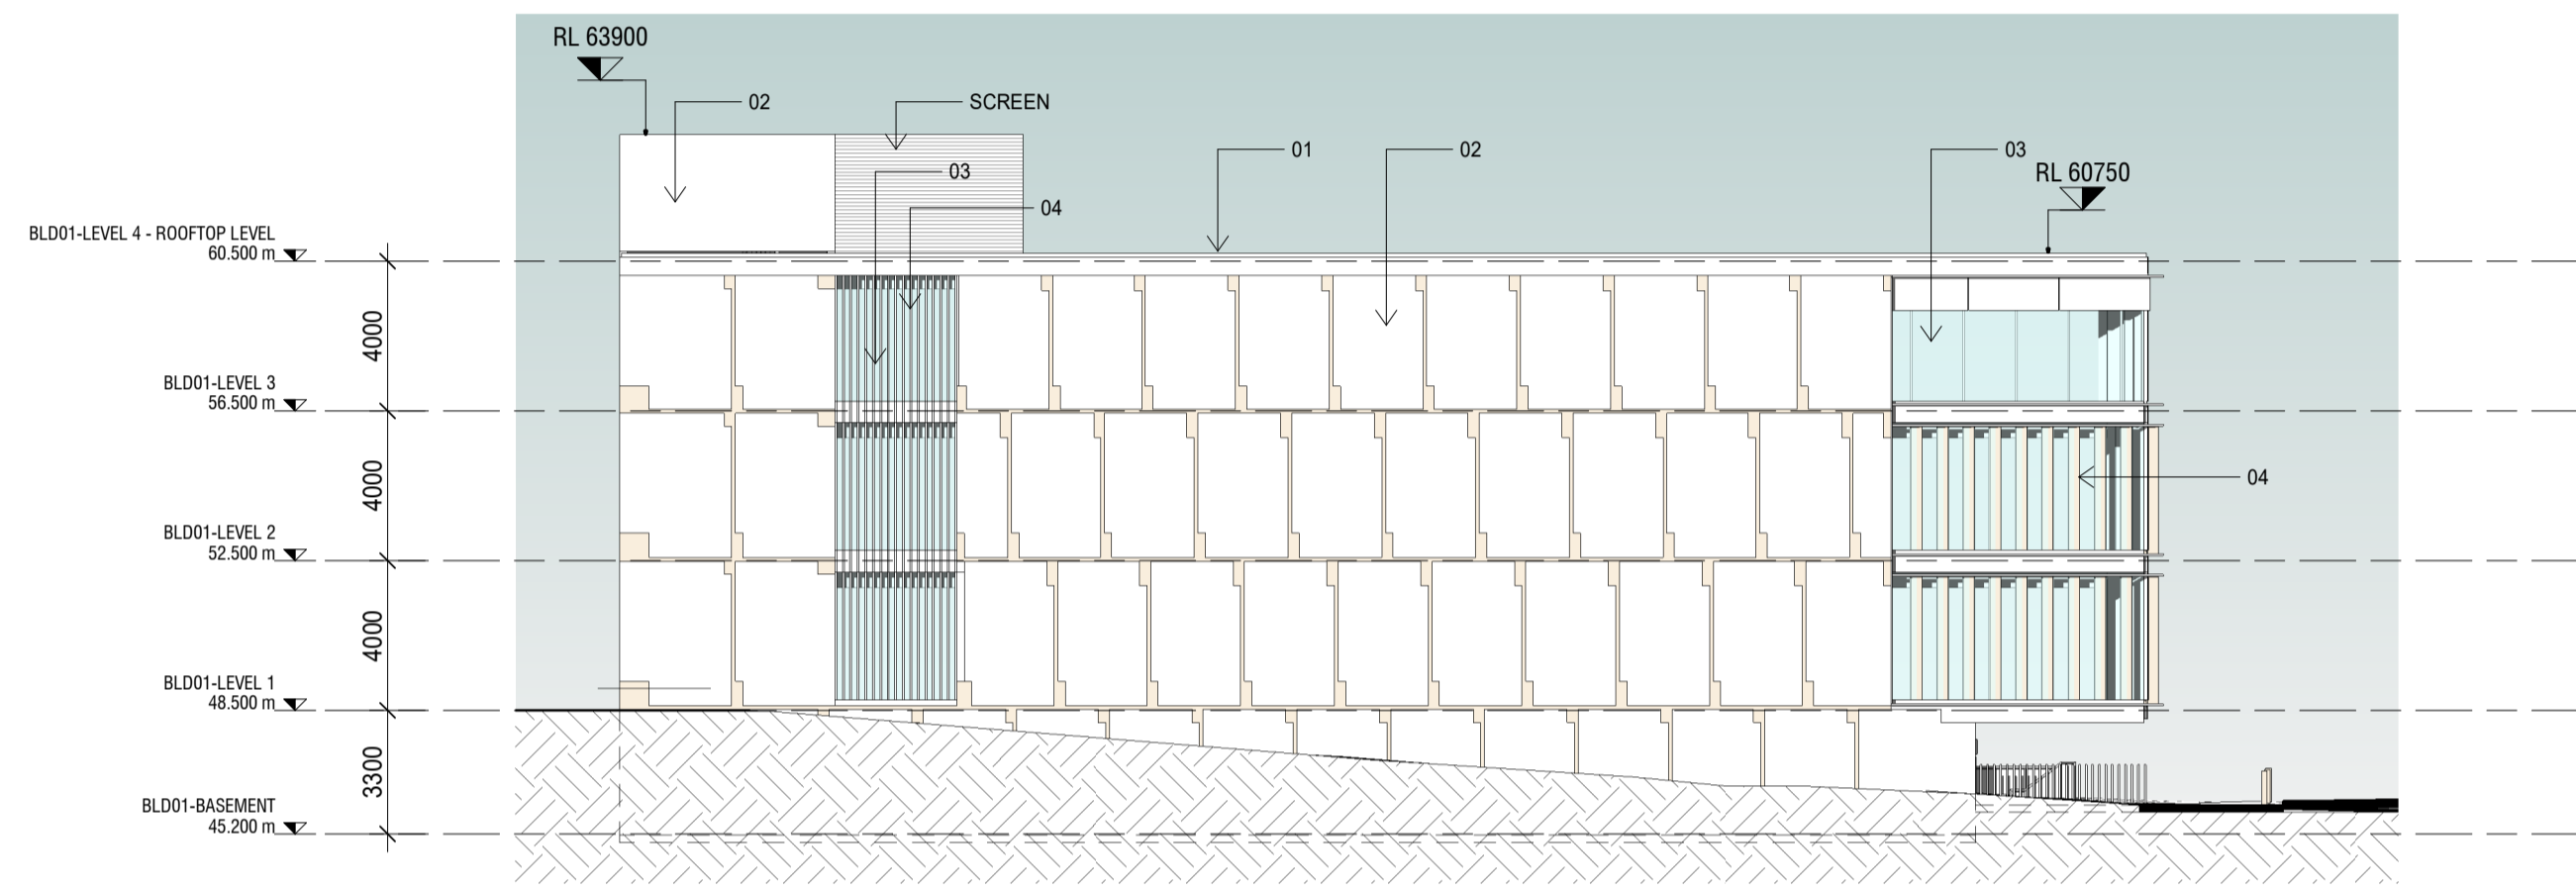 RL 63900
02
SCREEN
01
02
03
03
RL 60750
04
BLD01-LEVEL 4 - ROOFTOP LEVEL
60.500 m
4000
BLD01-LEVEL 3
56.500 m
04
4000
BLD01-LEVEL 2
52.500 m
4000
BLD01-LEVEL 1
48.500 m
3300
BLD01-BASEMENT
45.200 m